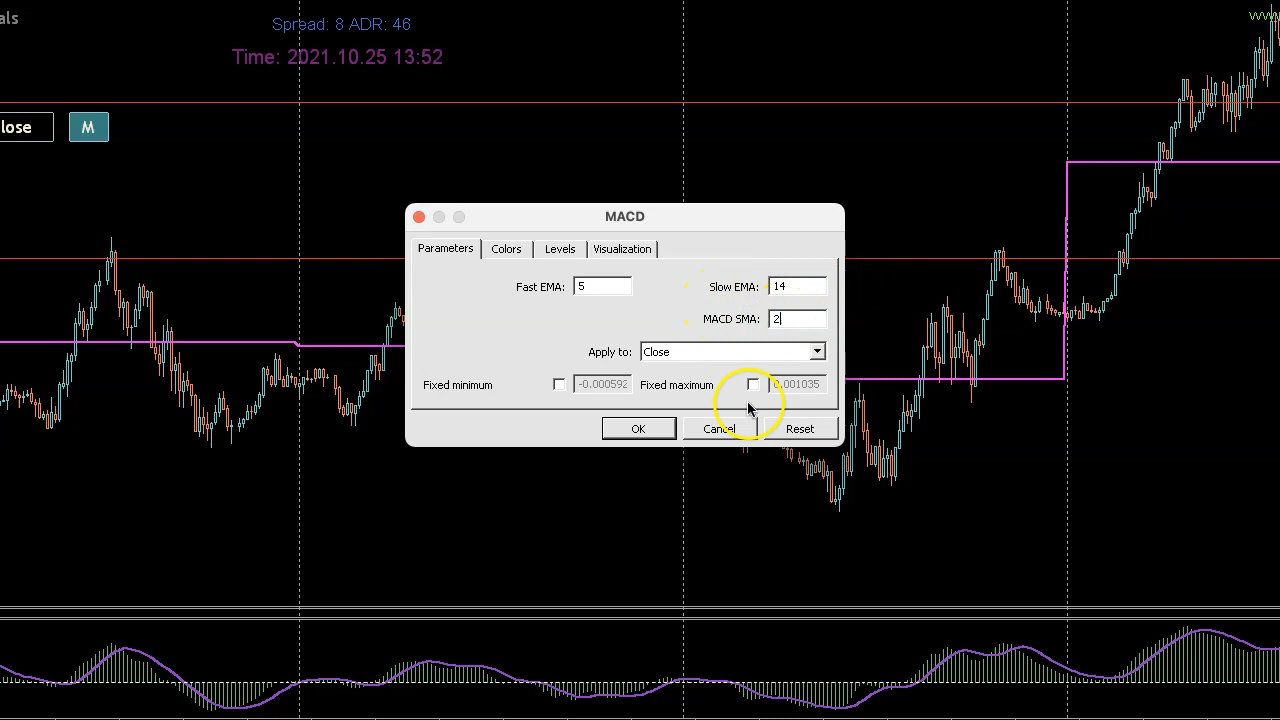 als
Spread: 8 ADR: 46
Time: 2021.10.25 13:52
lose
M
MACD
Parameters
Colors
Levels
Visualization
Fast EMA: 5
Slow EMA: 14
MACD SMA: 2
Apply to: Close
Fixed minimum -0.000592
Fixed maximum 0.001035
OK
Cancel
Reset